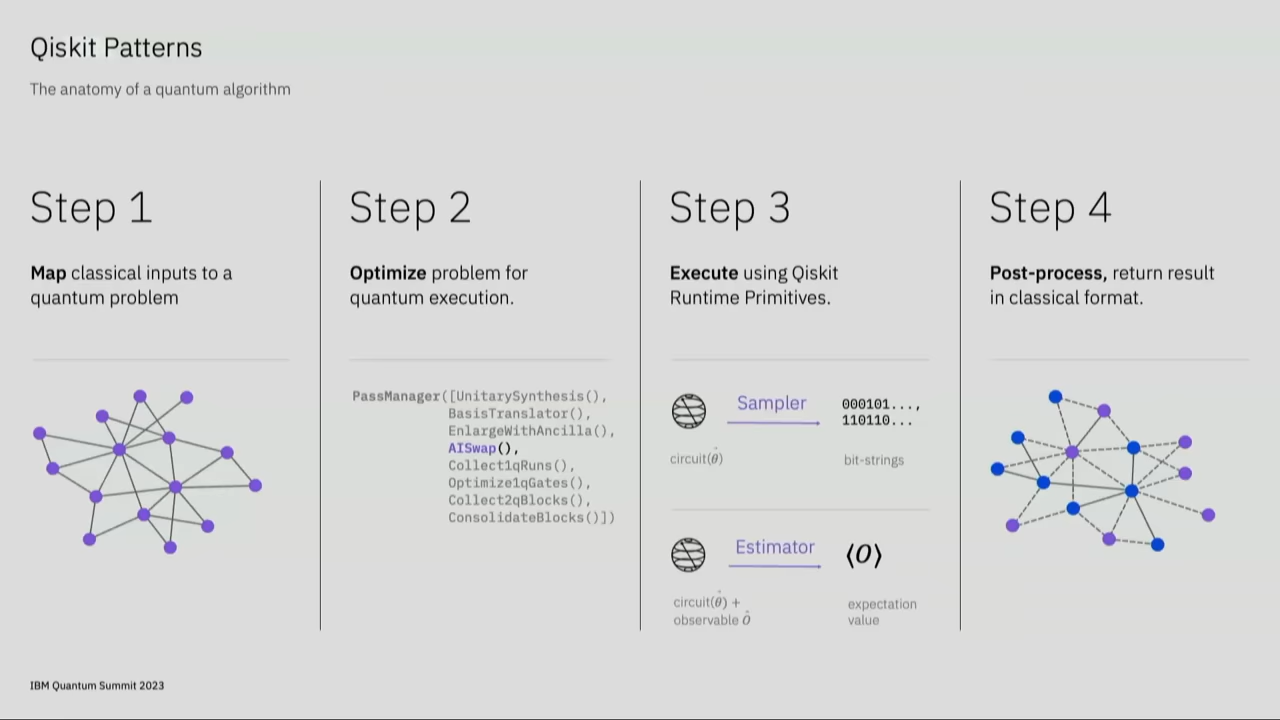 Qiskit Patterns
The anatomy of a quantum algorithm
Step 1
Map classical inputs to a
quantum problem
Step 2
Optimize problem for
quantum execution.
PassManager([UnitarySynthesis(),
BasisTranslator(),
EnlargeWithAncilla(),
AISwap(),
Collect1qRuns(),
Optimize1qGates(),
Collect2qBlocks(),
ConsolidateBlocks()])
Step 3
Execute using Qiskit
Runtime Primitives.
Sampler
000101...,
110110...
circuit(θ⃗)
bit-strings
Estimator
⟨O⟩
circuit(θ⃗) +
observable Ô
expectation
value
Step 4
Post-process, return result
in classical format.
IBM Quantum Summit 2023